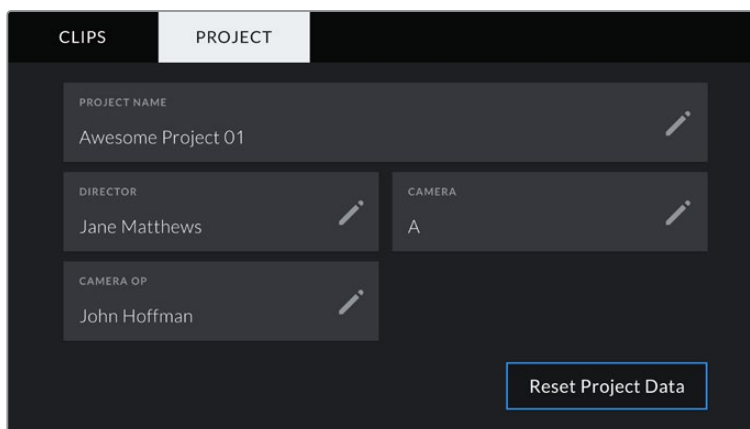 CLIPS
PROJECT
PROJECT NAME
Awesome Project 01
DIRECTOR
Jane Matthews
CAMERA
A
CAMERA OP
John Hoffman
Reset Project Data